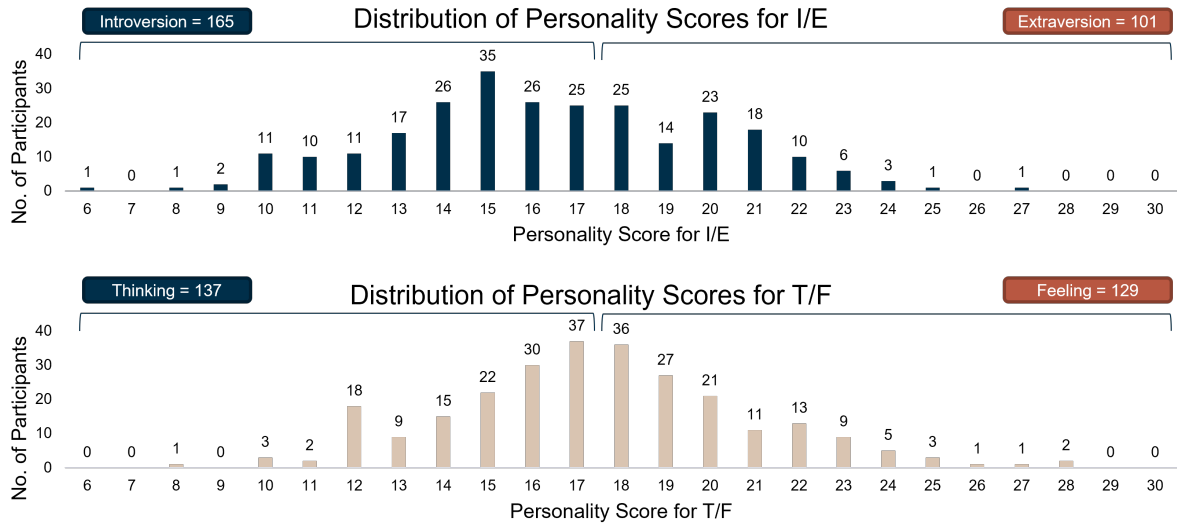 Introversion = 165
Distribution of Personality Scores for I/E
Extraversion = 101
No. of Participants
40
30
20
10
0
1 0 1 2 11 10 11 17 26 35 26 25 25 14 23 18 10 6 3 1 0 1 0 0 0
6 7 8 9 10 11 12 13 14 15 16 17 18 19 20 21 22 23 24 25 26 27 28 29 30
Personality Score for I/E
Thinking = 137
Distribution of Personality Scores for T/F
Feeling = 129
No. of Participants
40
30
20
10
0
0 0 1 0 3 2 18 9 15 22 30 37 36 27 21 11 13 9 5 3 1 1 2 0 0
6 7 8 9 10 11 12 13 14 15 16 17 18 19 20 21 22 23 24 25 26 27 28 29 30
Personality Score for T/F